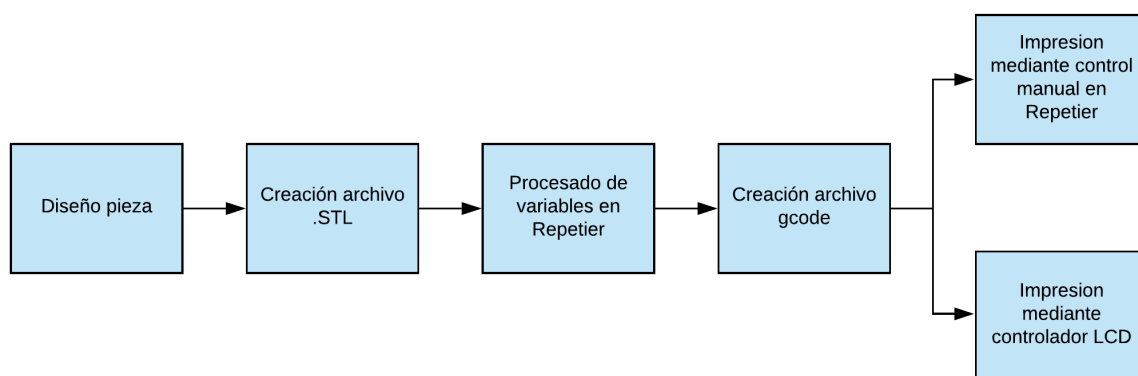 Diseño pieza
Creación archivo
.STL
Procesado de
variables en
Repetier
Creación archivo
gcode
Impresion
mediante control
manual en
Repetier
Impresion
mediante
controlador LCD